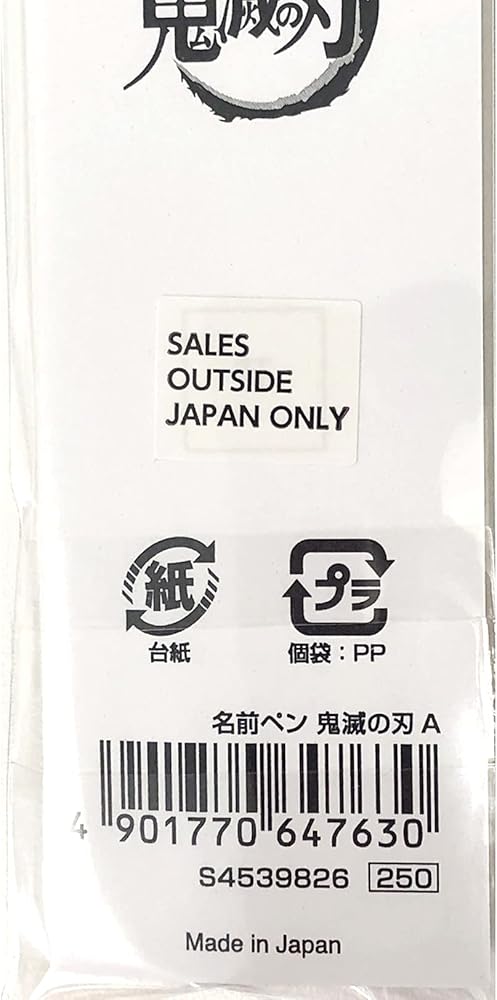 鬼滅の刃
SALES
OUTSIDE
JAPAN ONLY
紙
プラ
台紙
個袋：PP
名前ペン 鬼滅の刃 A
4 901770 647630
S4539826 250
Made in Japan